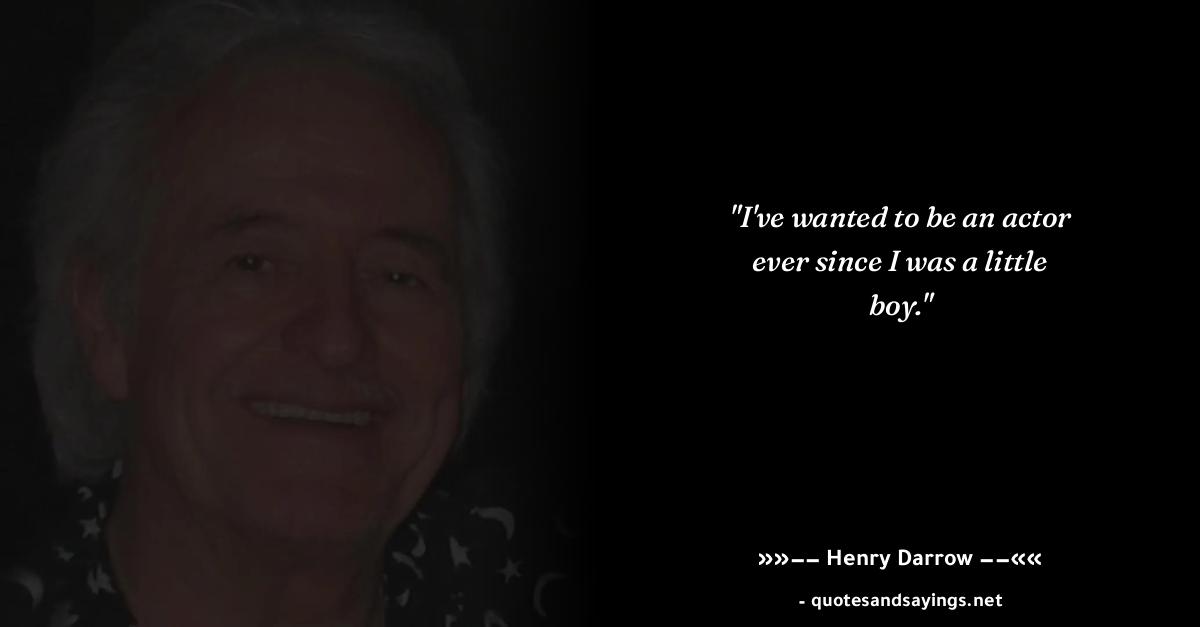 "I've wanted to be an actor
ever since I was a little
boy."
»»−− Henry Darrow −−««
- quotesandsayings.net